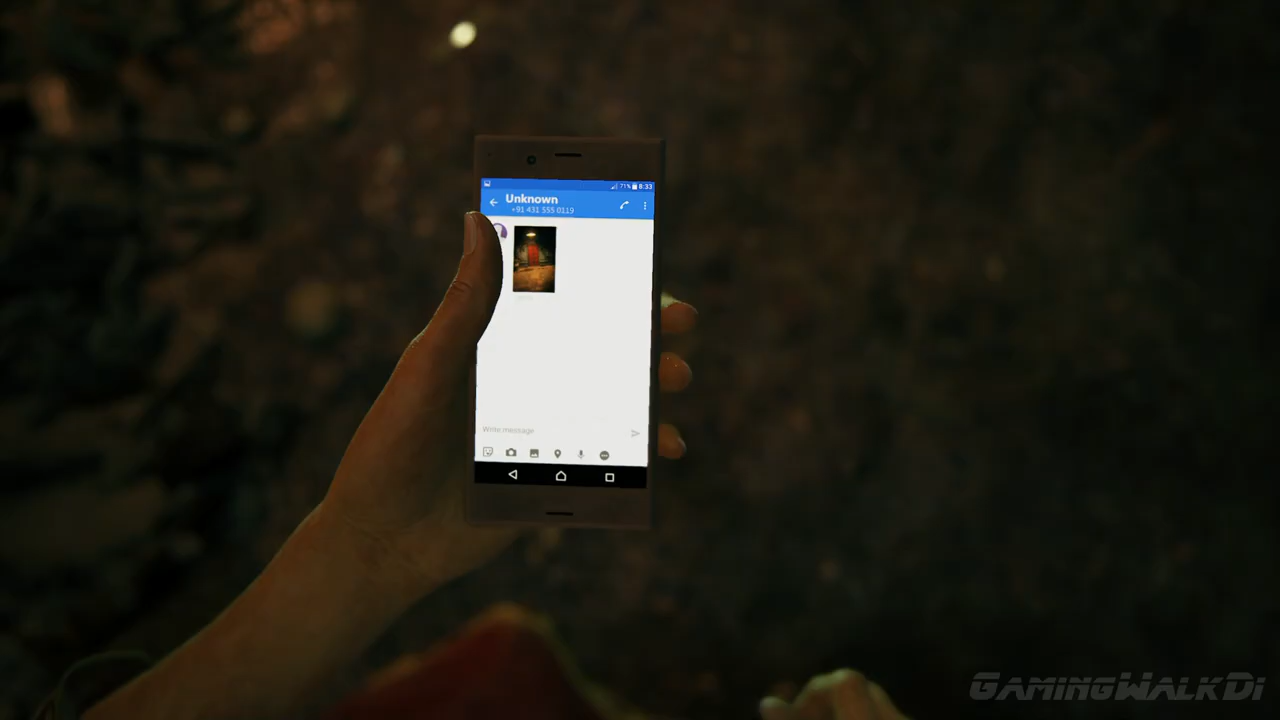 71% 8:33
Unknown
+91 431 555 0119
Write message
GamingWalkDi